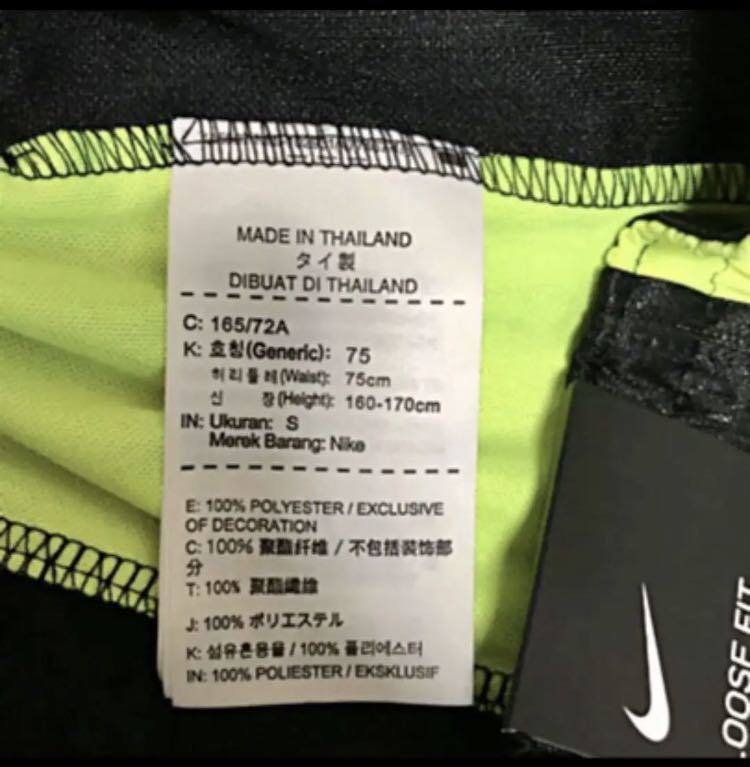 MADE IN THAILAND
タイ製
DIBUAT DI THAILAND
C: 165/72A
K: 호칭(Generic): 75
허리둘레(Waist): 75cm
신 장(Height): 160-170cm
IN: Ukuran: S
Merek Barang: Nike
E: 100% POLYESTER / EXCLUSIVE
OF DECORATION
C: 100% 聚酯纤维 / 不包括装饰部
分
T: 100% 聚酯纖維
J: 100% ポリエステル
K: 섬유혼용율 / 100% 폴리에스터
IN: 100% POLIESTER / EKSKLUSIF
LOOSE FIT